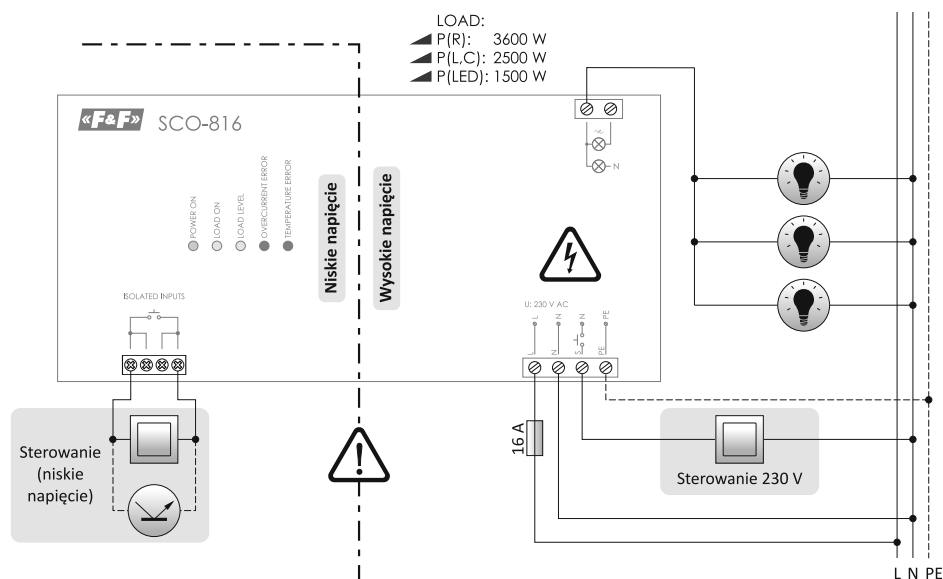 LOAD:
P(R): 3600 W
P(L,C): 2500 W
P(LED): 1500 W
«F&F» SCO-816
POWER ON
LOAD ON
LOAD LEVEL
OVERCURRENT ERROR
TEMPERATURE ERROR
Niskie napięcie
Wysokie napięcie
N
ISOLATED INPUTS
U: 230 V AC
L
N
N
PE
L
N
S
PE
16 A
Sterowanie
(niskie
napięcie)
Sterowanie 230 V
L N PE